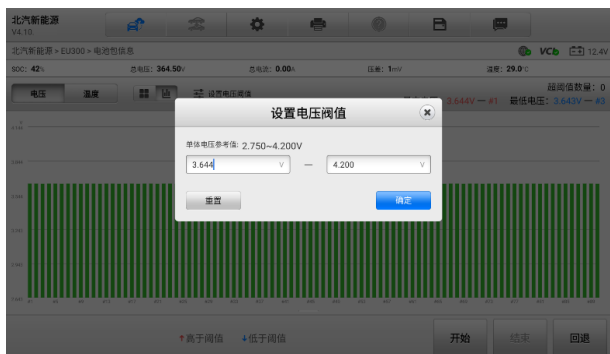 北汽新能源
V4.10
北汽新能源 > EU300 > 电池包信息
VCI 12.4V
SOC: 42% 总电压: 364.50V 总电流: 0.00A 压差: 1mV 温度: 29.0℃
电压 温度 设置电压阈值
超阈值数量: 0
3.644V — #1 最低电压: 3.643V — #3
设置电压阈值
单体电压参考值: 2.750~4.200V
3.644 V — 4.200 V
重置 确定
高于阈值 低于阈值
开始 结束 回退